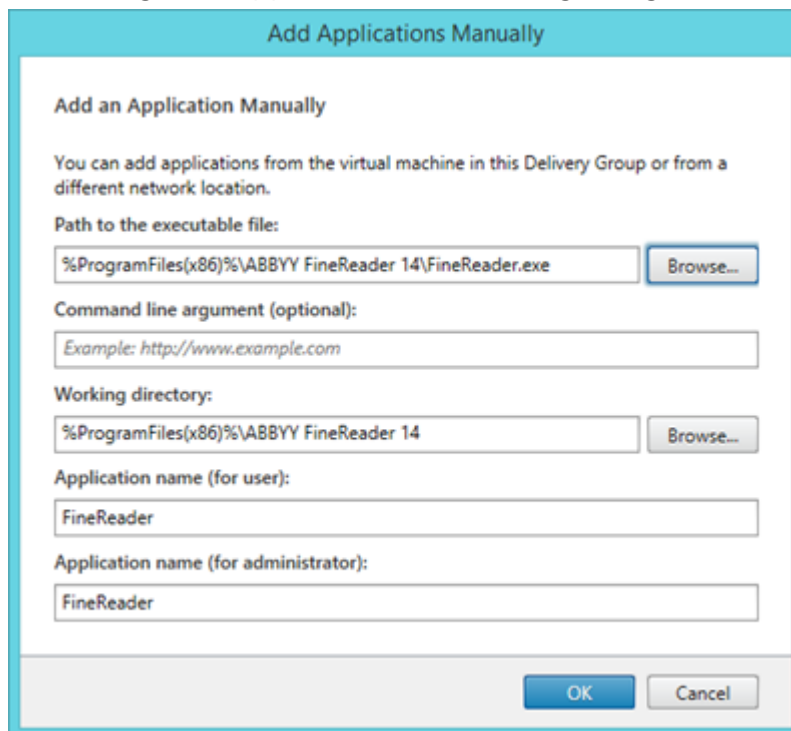 Add Applications Manually
Add an Application Manually
You can add applications from the virtual machine in this Delivery Group or from a
different network location.
Path to the executable file:
%ProgramFiles(x86)%\ABBYY FineReader 14\FineReader.exe
Browse...
Command line argument (optional):
Example: http://www.example.com
Working directory:
%ProgramFiles(x86)%\ABBYY FineReader 14
Browse...
Application name (for user):
FineReader
Application name (for administrator):
FineReader
OK
Cancel